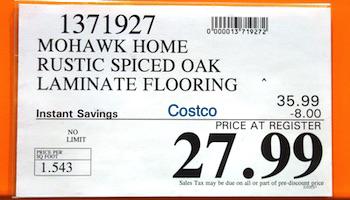 1371927
0000013719272
MOHAWK HOME
RUSTIC SPICED OAK
LAMINATE FLOORING
35.99
Instant Savings Costco -8.00
NO
LIMIT
PRICE AT REGISTER
27.99
PRICE PER
SQ FOOT
1.543
Sales Tax may be due on all or part of pre-discount price